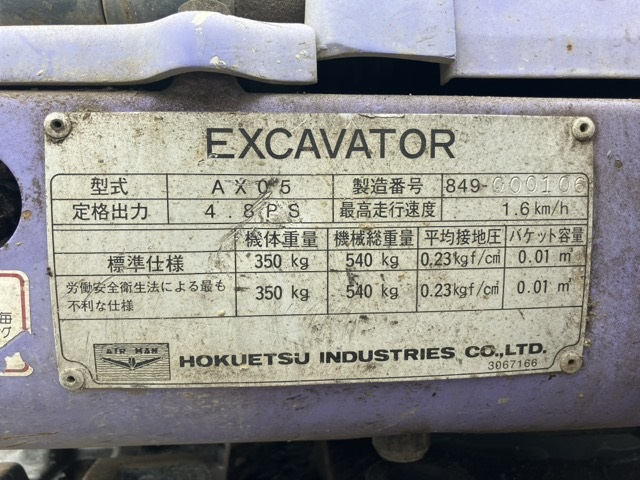 EXCAVATOR
型式 AX05 製造番号 849-000106
定格出力 4.8PS 最高走行速度 1.6km/h
機体重量 機械総重量 平均接地圧 バケット容量
標準仕様 350 kg 540 kg 0.23kgf/cm² 0.01 m³
労働安全衛生法による最も
不利な仕様 350 kg 540 kg 0.23kgf/cm² 0.01 m³
AIR MAN HOKUETSU INDUSTRIES CO.,LTD.
3067166